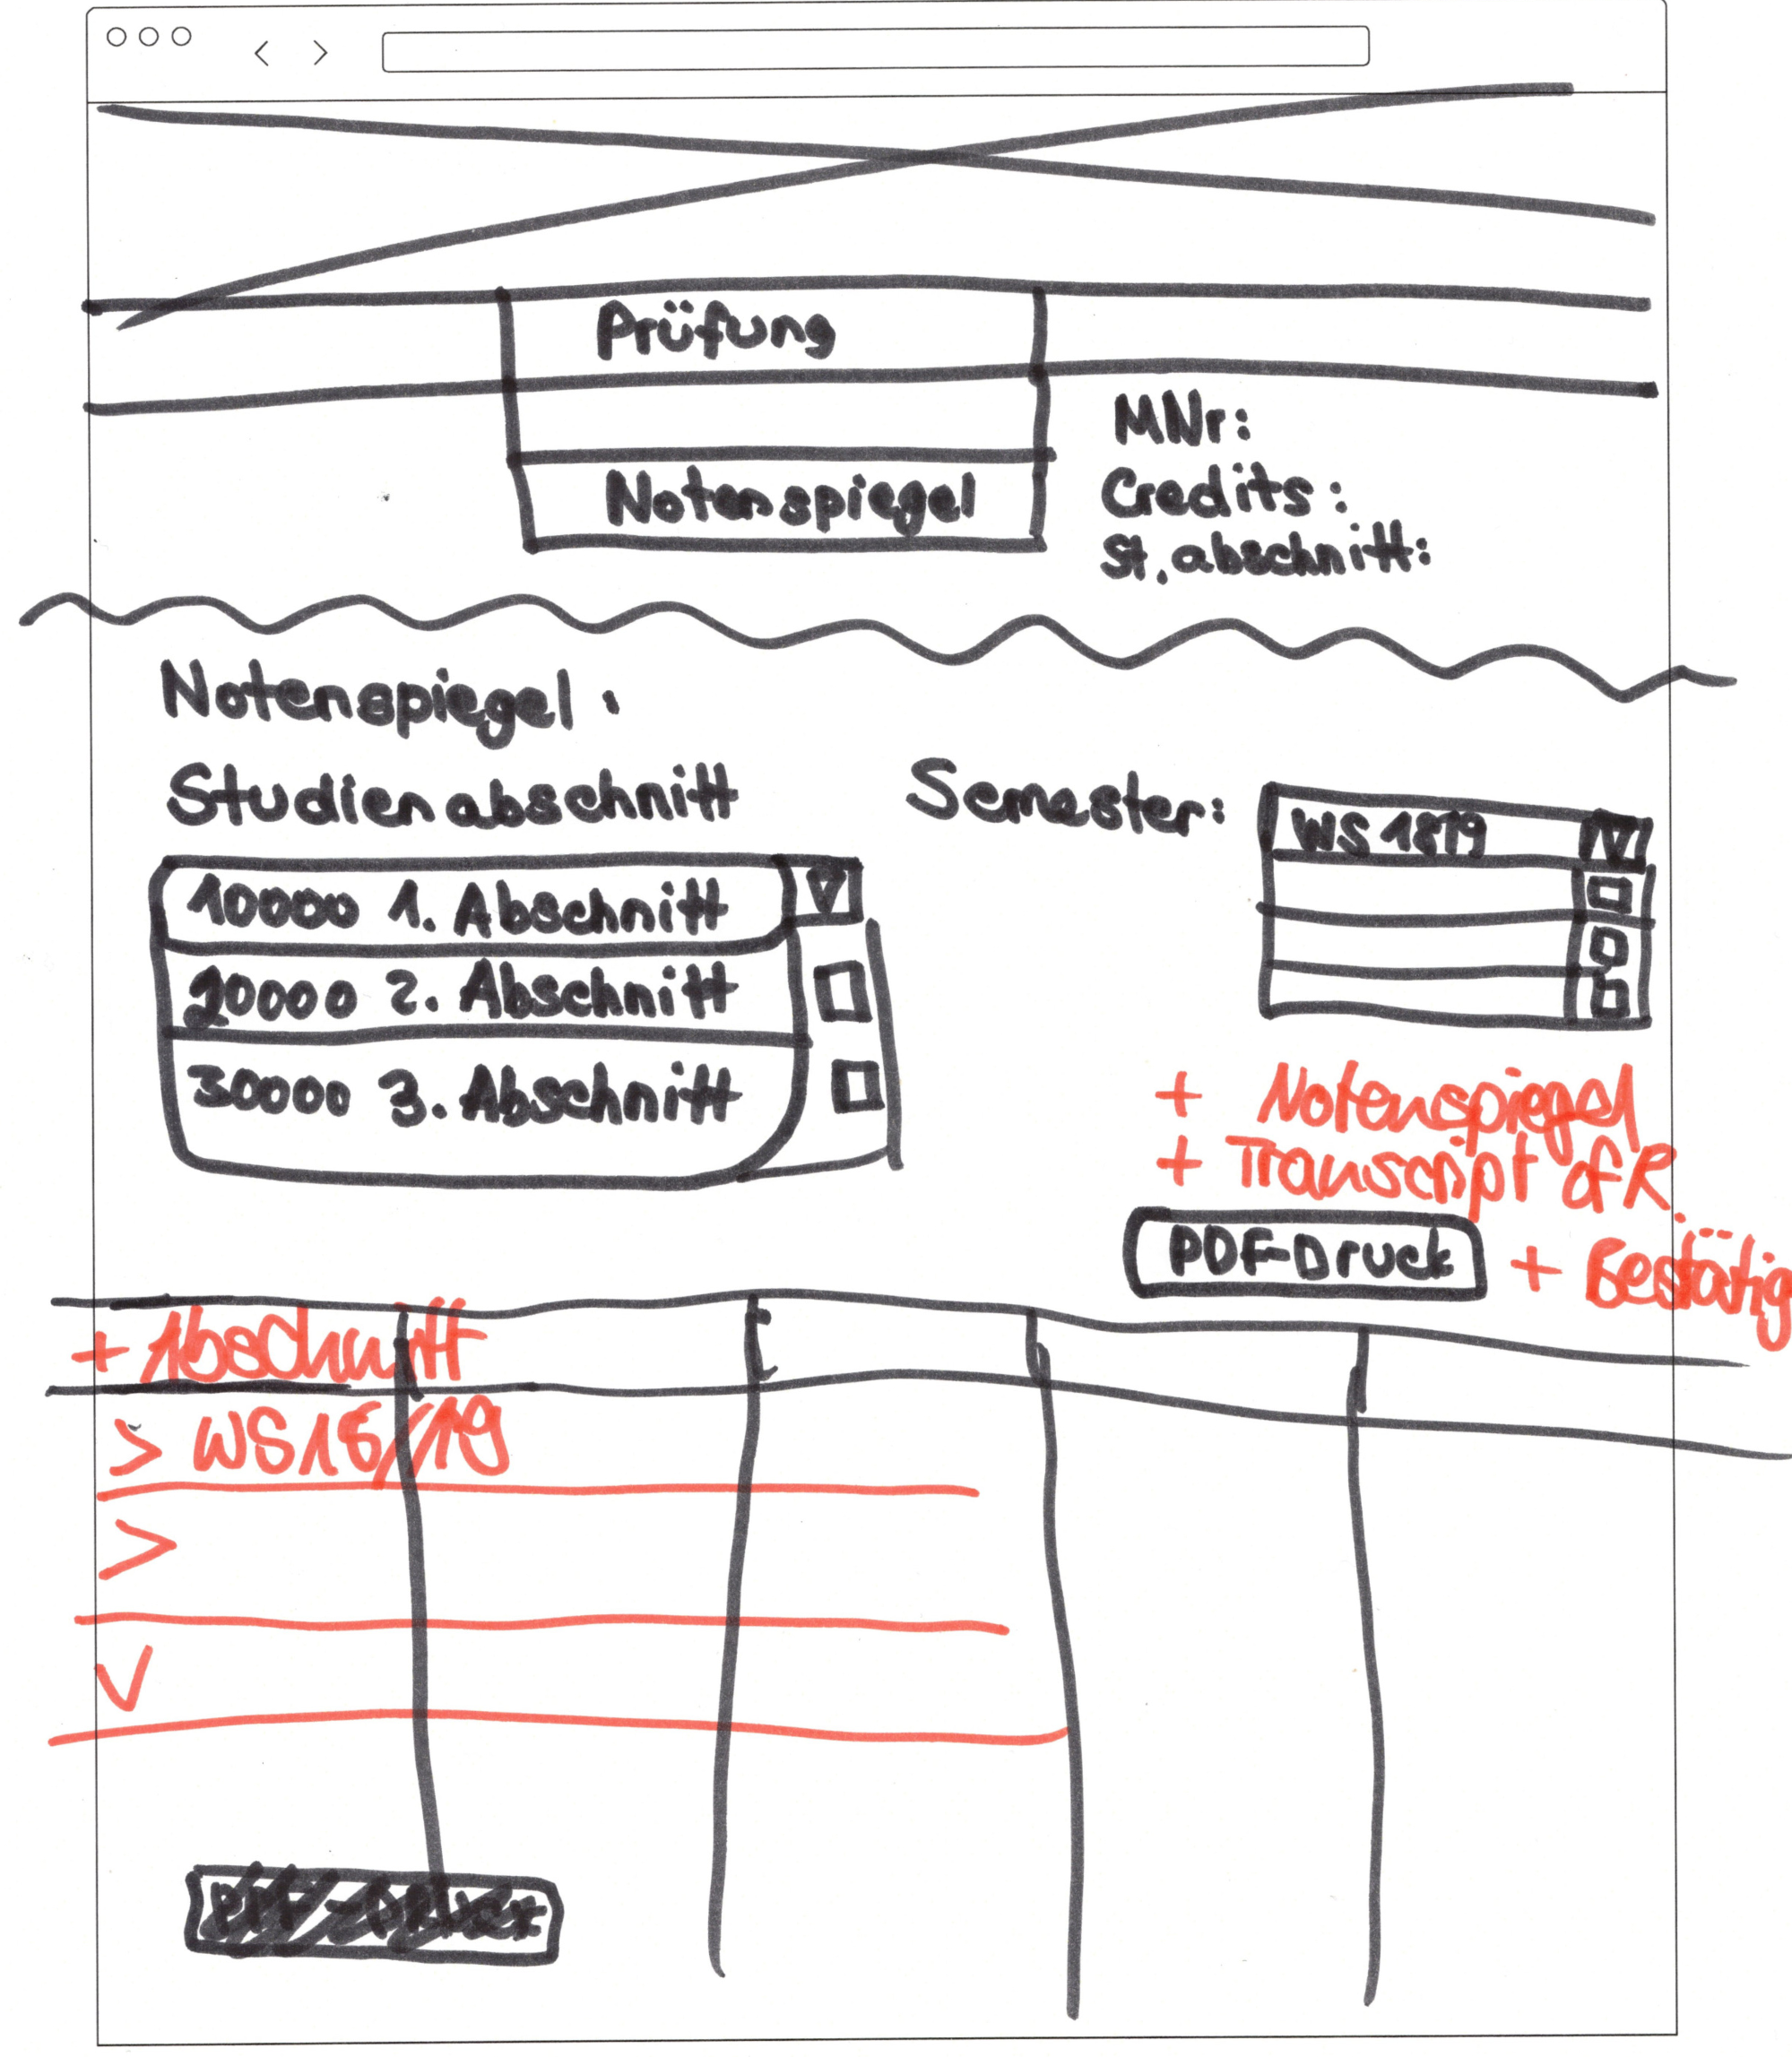 Prüfung
MNr:
Credits:
Notenspiegel
St. abschnitt:
Notenspiegel:
Studienabschnitt
Semester:
WS 18/19
10000 1. Abschnitt
20000 2. Abschnitt
30000 3. Abschnitt
+ Notenspiegel
+ Transcript of R.
PDF-Druck
+ Bestätig
+ Abschnitt
> WS18/19
>